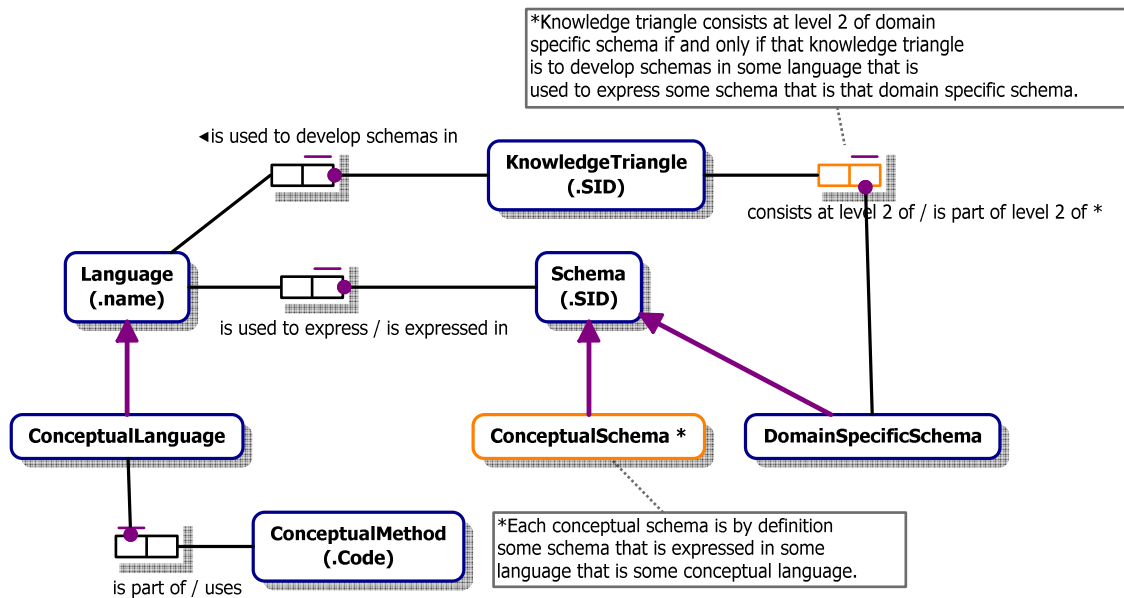 *Knowledge triangle consists at level 2 of domain
specific schema if and only if that knowledge triangle
is to develop schemas in some language that is
used to express some schema that is that domain specific schema.
◄is used to develop schemas in
KnowledgeTriangle
(.SID)
consists at level 2 of / is part of level 2 of *
Language
(.name)
Schema
(.SID)
is used to express / is expressed in
ConceptualLanguage
ConceptualSchema *
DomainSpecificSchema
ConceptualMethod
(.Code)
*Each conceptual schema is by definition
some schema that is expressed in some
language that is some conceptual language.
is part of / uses